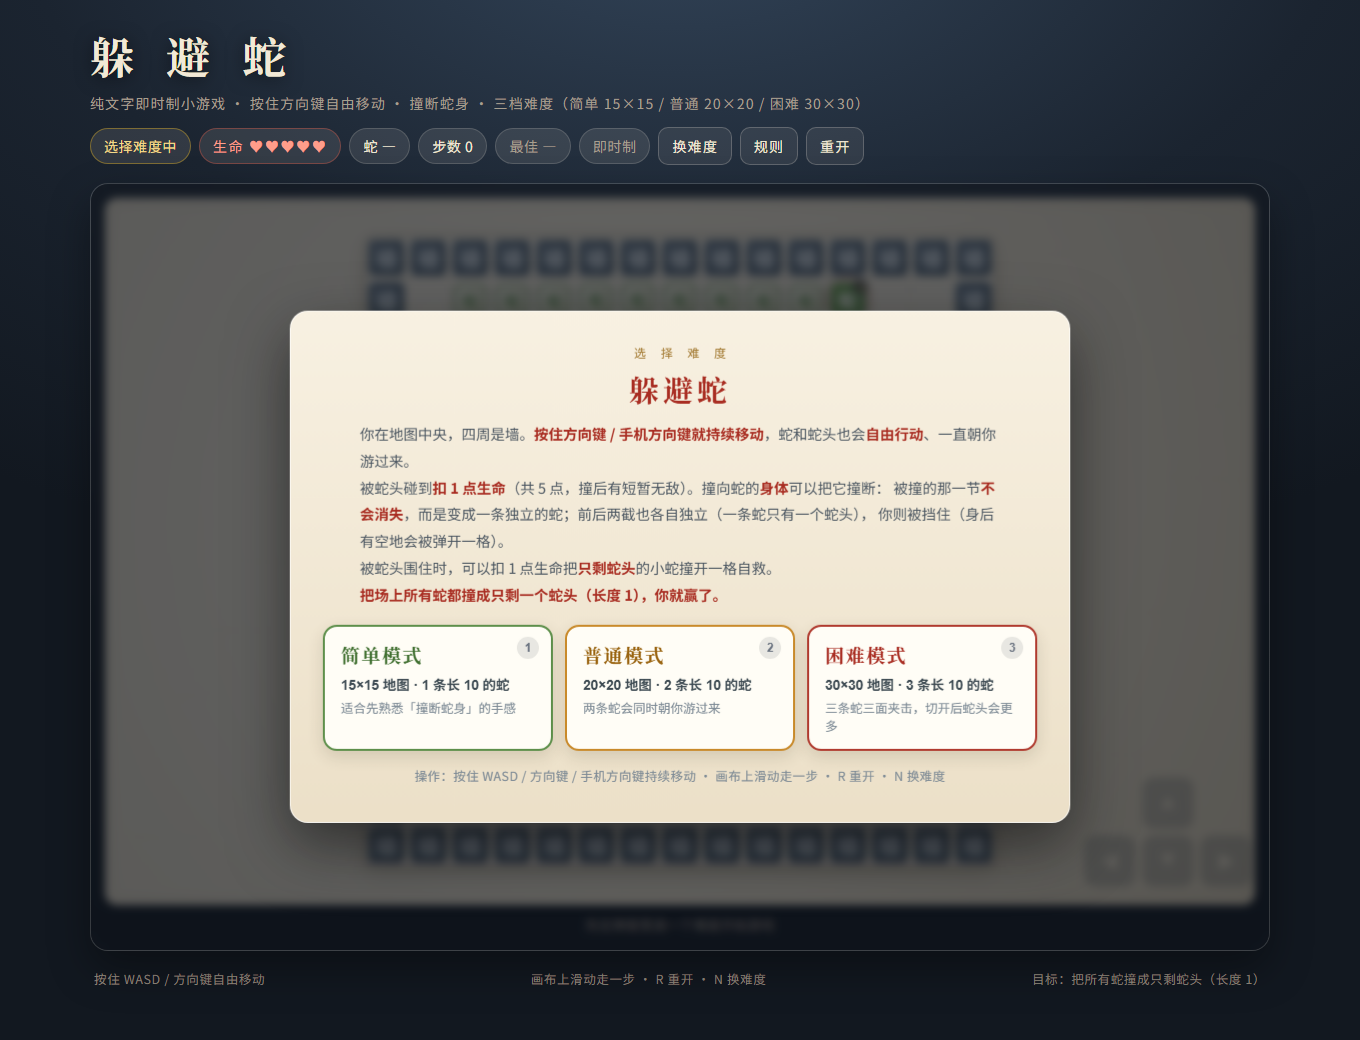 躲避蛇
纯文字即时制小游戏 · 按住方向键自由移动 · 撞断蛇身 · 三档难度（简单 15×15 / 普通 20×20 / 困难 30×30）
选择难度中 生命 ♥♥♥♥♥ 蛇 — 步数 0 最佳 — 即时制 换难度 规则 重开
选择难度
躲避蛇
你在地图中央，四周是墙。按住方向键 / 手机方向键就持续移动，蛇和蛇头也会自由行动、一直朝你
游过来。
被蛇头碰到扣 1 点生命（共 5 点，撞后有短暂无敌）。撞向蛇的身体可以把它撞断： 被撞的那一节不
会消失，而是变成一条独立的蛇；前后两截也各自独立（一条蛇只有一个蛇头）， 你则被挡住（身后
有空地会被弹开一格）。
被蛇头围住时，可以扣 1 点生命把只剩蛇头的小蛇撞开一格自救。
把场上所有蛇都撞成只剩一个蛇头（长度 1），你就赢了。
简单模式 1
15×15 地图 · 1 条长 10 的蛇
适合先熟悉「撞断蛇身」的手感
普通模式 2
20×20 地图 · 2 条长 10 的蛇
两条蛇会同时朝你游过来
困难模式 3
30×30 地图 · 3 条长 10 的蛇
三条蛇三面夹击，切开后蛇头会更
多
操作：按住 WASD / 方向键 / 手机方向键持续移动 · 画布上滑动走一步 · R 重开 · N 换难度
按住 WASD / 方向键自由移动
画布上滑动走一步 · R 重开 · N 换难度
目标：把所有蛇撞成只剩蛇头（长度 1）